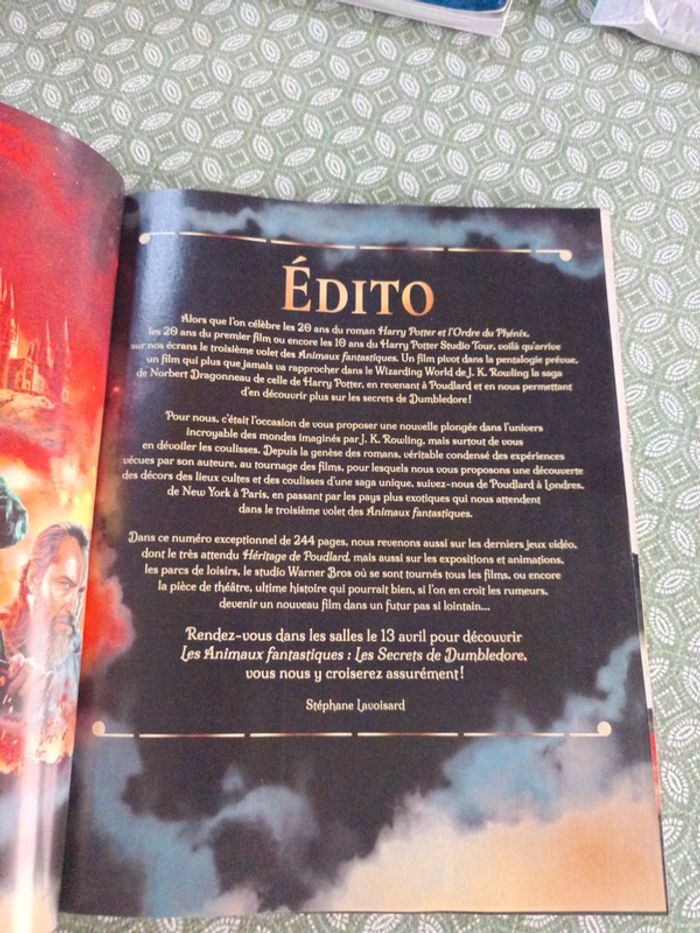 ÉDITO
Alors que l'on célèbre les 20 ans du roman Harry Potter et l'Ordre du Phénix,
les 20 ans du premier film ou encore les 10 ans du Harry Potter Studio Tour, voilà qu'arrive
sur nos écrans le troisième volet des Animaux fantastiques. Un film pivot dans la pentalogie prévue,
un film qui plus que jamais va rapprocher dans le Wizarding World de J. K. Rowling la saga
de Norbert Dragonneau de celle de Harry Potter, en revenant à Poudlard et en nous permettant
d'en découvrir plus sur les secrets de Dumbledore !
Pour nous, c'était l'occasion de vous proposer une nouvelle plongée dans l'univers
incroyable des mondes imaginés par J. K. Rowling, mais surtout de vous
en dévoiler les coulisses. Depuis la genèse des romans, véritable condensé des expériences
vécues par son auteure, au tournage des films, pour lesquels nous vous proposons une découverte
des décors des lieux cultes et des coulisses d'une saga unique, suivez-nous de Poudlard à Londres,
de New York à Paris, en passant par les pays plus exotiques qui nous attendent
dans le troisième volet des Animaux fantastiques.
Dans ce numéro exceptionnel de 244 pages, nous revenons aussi sur les derniers jeux vidéo,
dont le très attendu Héritage de Poudlard, mais aussi sur les expositions et animations,
les parcs de loisirs, le studio Warner Bros où se sont tournés tous les films, ou encore
la pièce de théâtre, ultime histoire qui pourrait bien, si l'on en croit les rumeurs,
devenir un nouveau film dans un futur pas si lointain...
Rendez-vous dans les salles le 13 avril pour découvrir
Les Animaux fantastiques : Les Secrets de Dumbledore,
vous nous y croiserez assurément !
Stéphane Lavoisard